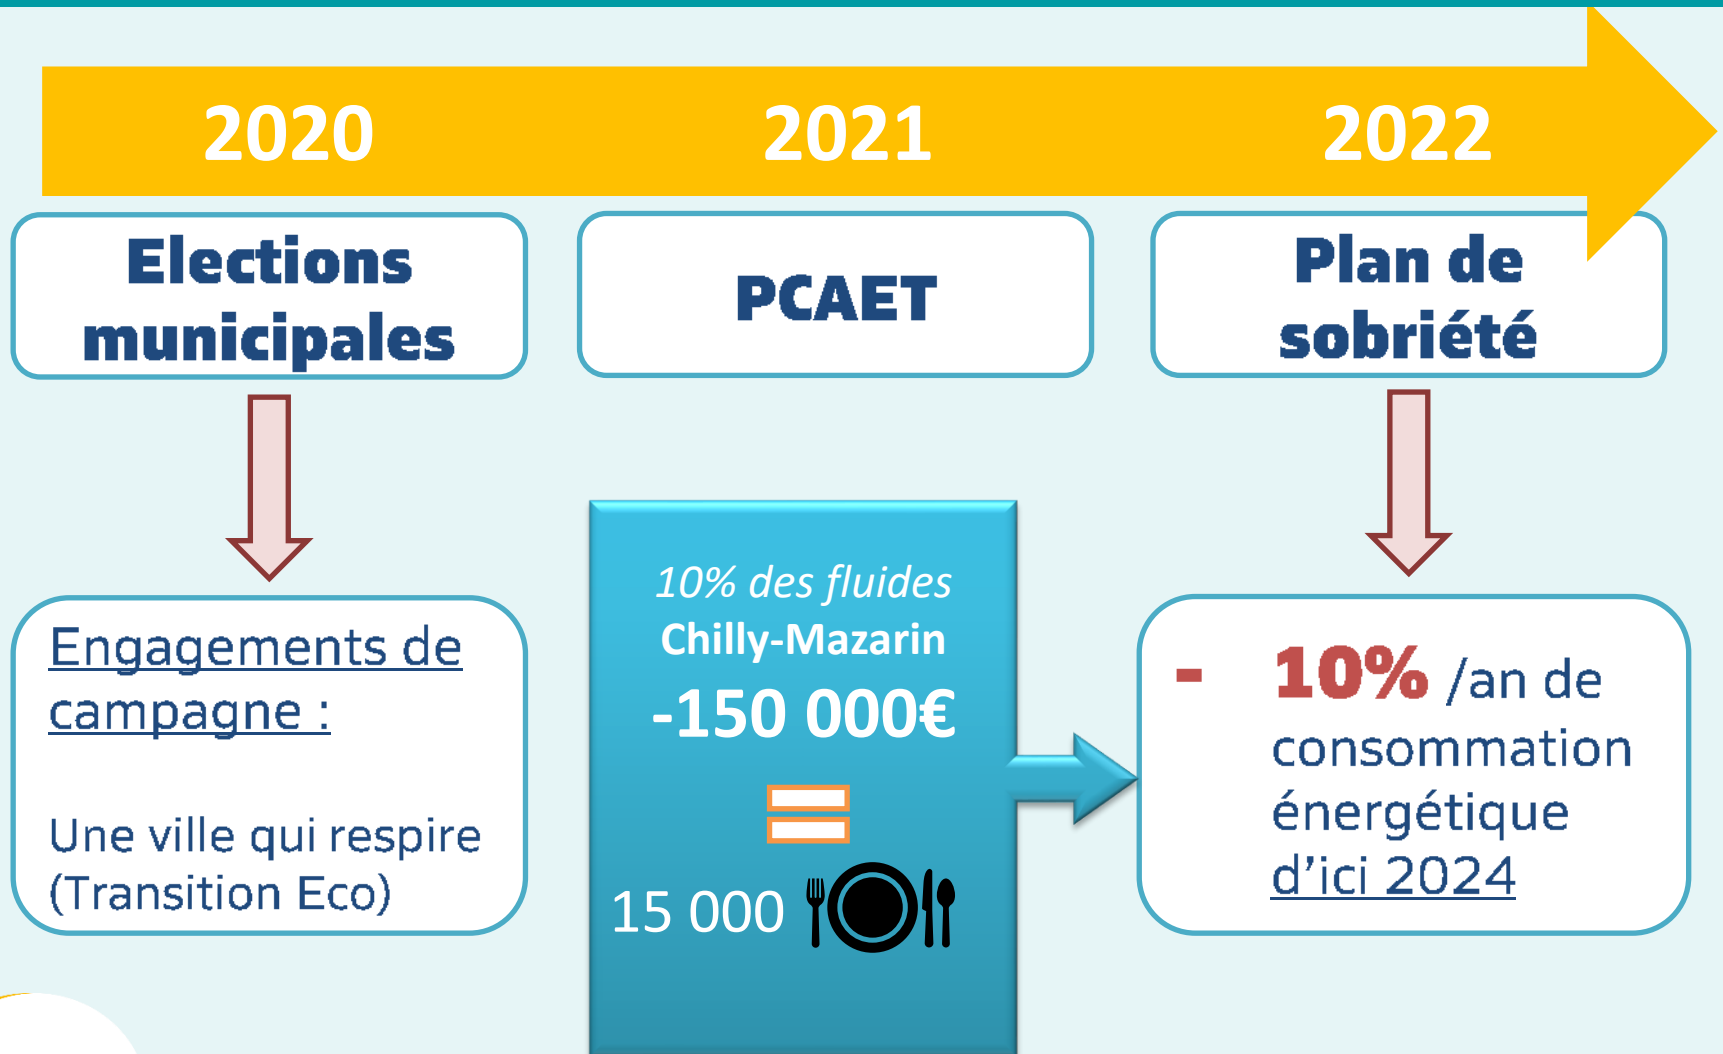 2020
2021
2022
Elections
municipales
PCAET
Plan de
sobriété
Engagements de
campagne :
Une ville qui respire
(Transition Eco)
10% des fluides
Chilly-Mazarin
-150 000€
=
15 000
- 10% /an de
consommation
énergétique
d'ici 2024